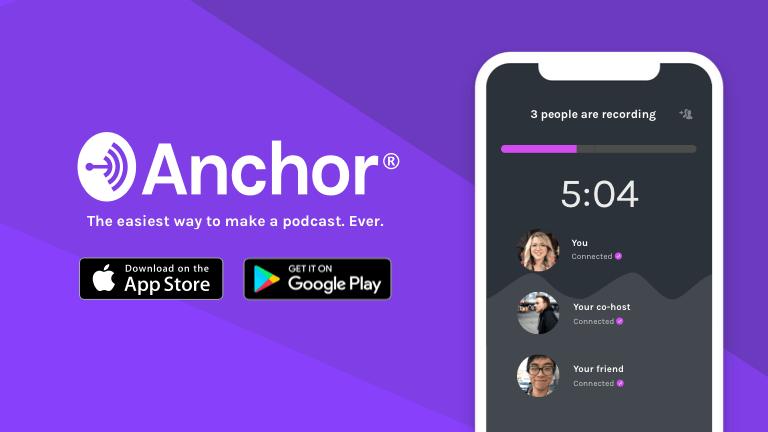 Anchor®
The easiest way to make a podcast. Ever.
Download on the
App Store
GET IT ON
Google Play
3 people are recording
5:04
You
Connected
Your co-host
Connected
Your friend
Connected